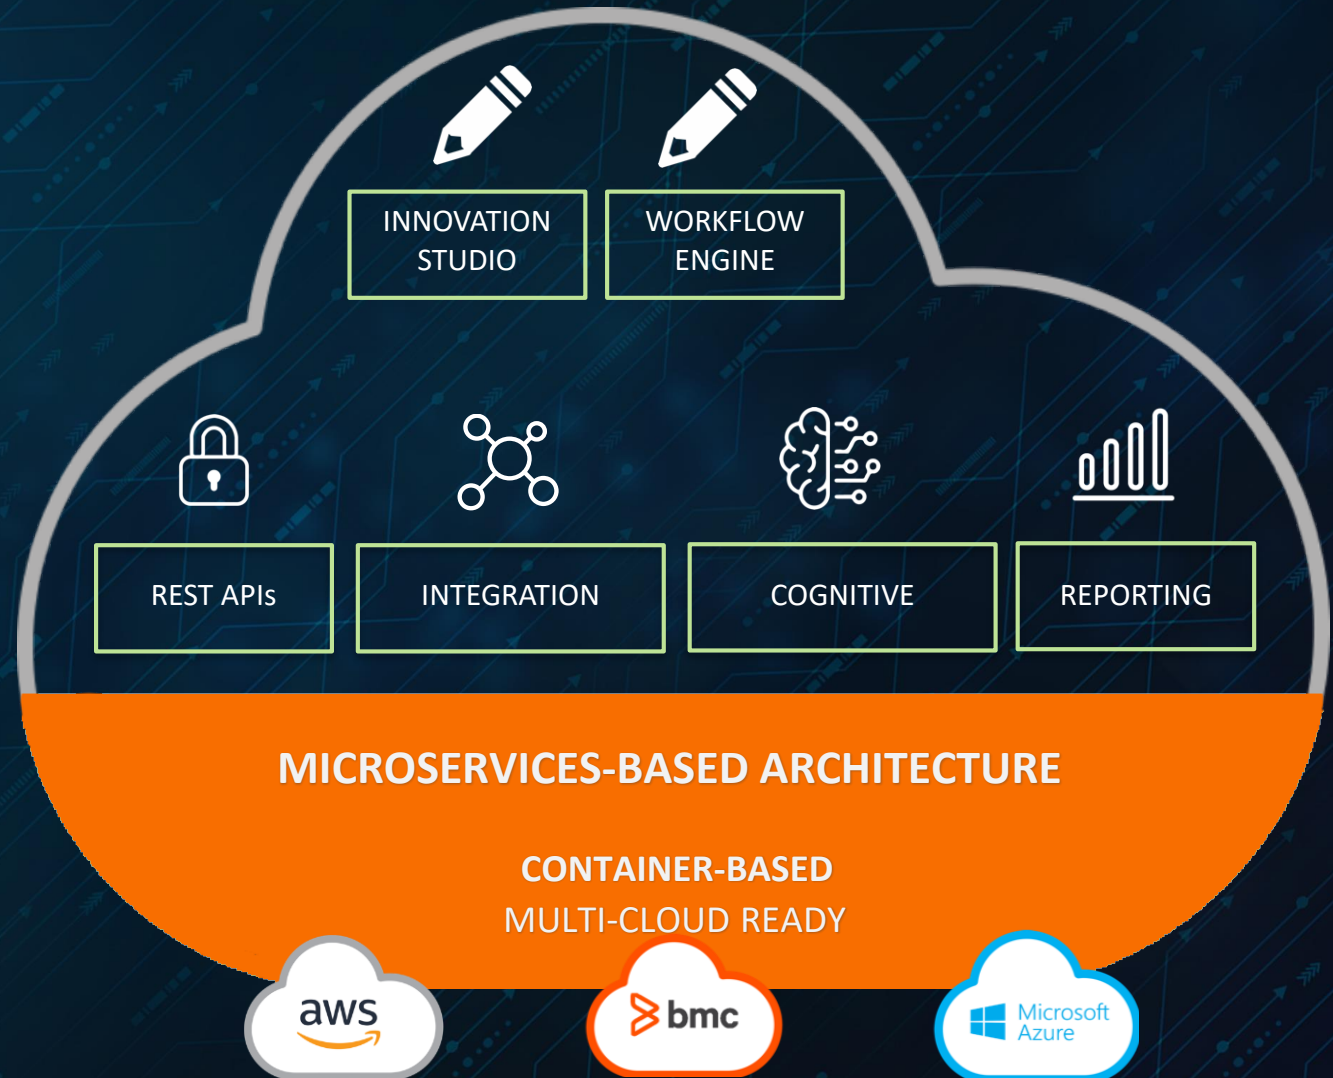 INNOVATION
STUDIO
WORKFLOW
ENGINE
REST APIs
INTEGRATION
COGNITIVE
REPORTING
MICROSERVICES-BASED ARCHITECTURE
CONTAINER-BASED
MULTI-CLOUD READY
aws
bmc
Microsoft
Azure